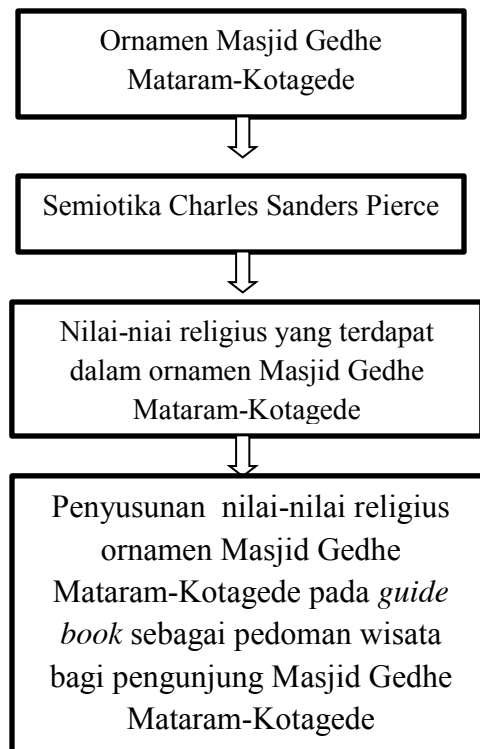 Ornamen Masjid Gedhe
Mataram-Kotagede
Semiotika Charles Sanders Pierce
Nilai-niai religius yang terdapat
dalam ornamen Masjid Gedhe
Mataram-Kotagede
Penyusunan nilai-nilai religius
ornamen Masjid Gedhe
Mataram-Kotagede pada guide
book sebagai pedoman wisata
bagi pengunjung Masjid Gedhe
Mataram-Kotagede